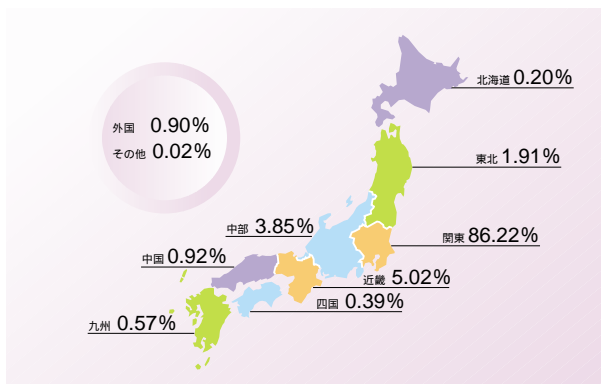 北海道 0.20%
外国 0.90%
その他 0.02%
東北 1.91%
中部 3.85%
関東 86.22%
中国 0.92%
近畿 5.02%
四国 0.39%
九州 0.57%